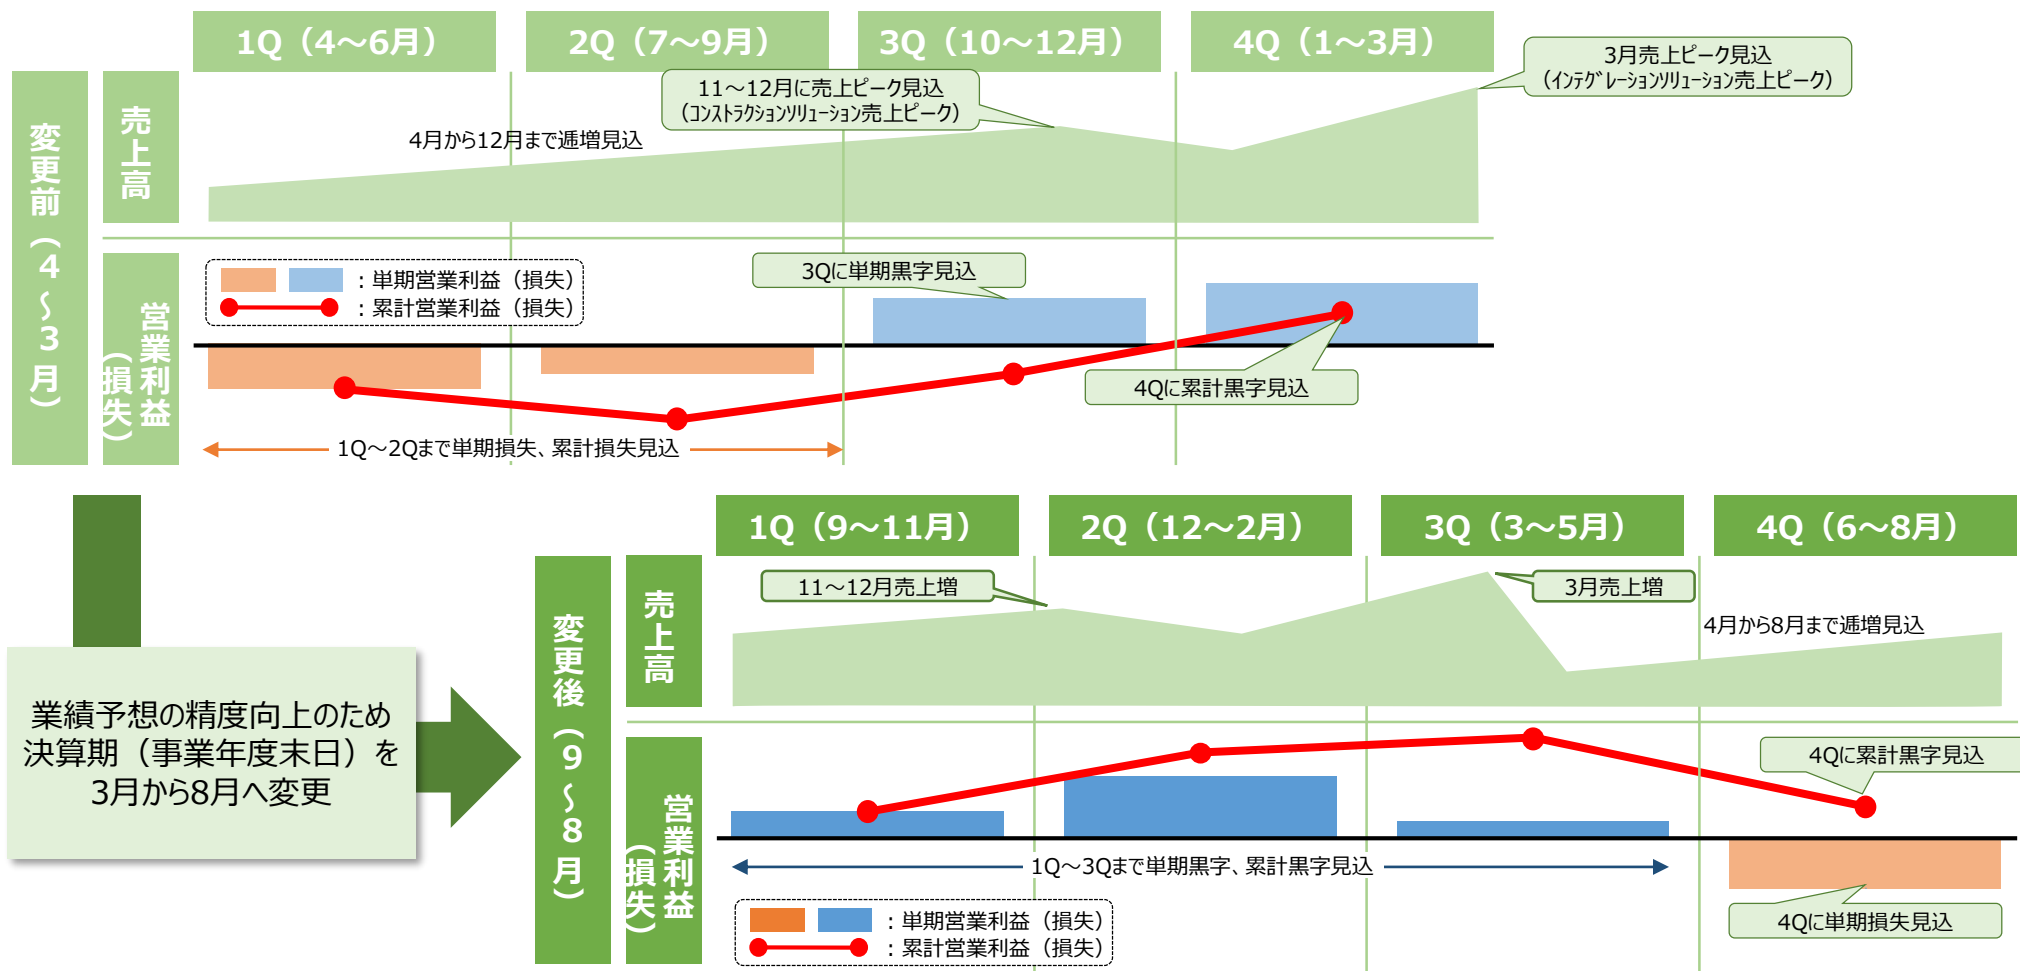 1Q（4～6月）
2Q（7～9月）
3Q（10～12月）
4Q（1～3月）
変更前（4～3月）
売上高
4月から12月まで逓増見込
11～12月に売上ピーク見込
（コンストラクションソリューション売上ピーク）
3月売上ピーク見込
（インテグレーションソリューション売上ピーク）
営業利益
（損失）
：単期営業利益（損失）
：累計営業利益（損失）
3Qに単期黒字見込
4Qに累計黒字見込
1Q～2Qまで単期損失、累計損失見込
業績予想の精度向上のため
決算期（事業年度末日）を
3月から8月へ変更
1Q（9～11月）
2Q（12～2月）
3Q（3～5月）
4Q（6～8月）
変更後（9～8月）
売上高
11～12月売上増
3月売上増
4月から8月まで逓増見込
営業利益
（損失）
4Qに累計黒字見込
1Q～3Qまで単期黒字、累計黒字見込
4Qに単期損失見込
：単期営業利益（損失）
：累計営業利益（損失）